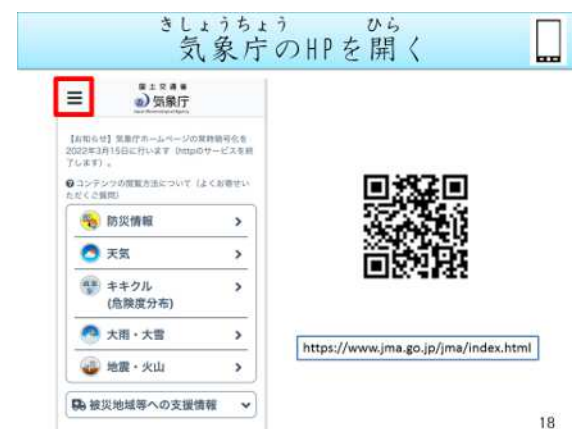 きしょうちょう ひら
気象庁のHPを開く
国土交通省
気象庁
【お知らせ】気象庁ホームページの常時暗号化を
2022年3月15日に行います（httpのサービスを終
了します）。
コンテンツの閲覧方法について（よくお寄せい
ただくご質問）
防災情報
天気
キキクル
(危険度分布)
大雨・大雪
地震・火山
被災地域等への支援情報
https://www.jma.go.jp/jma/index.html
18